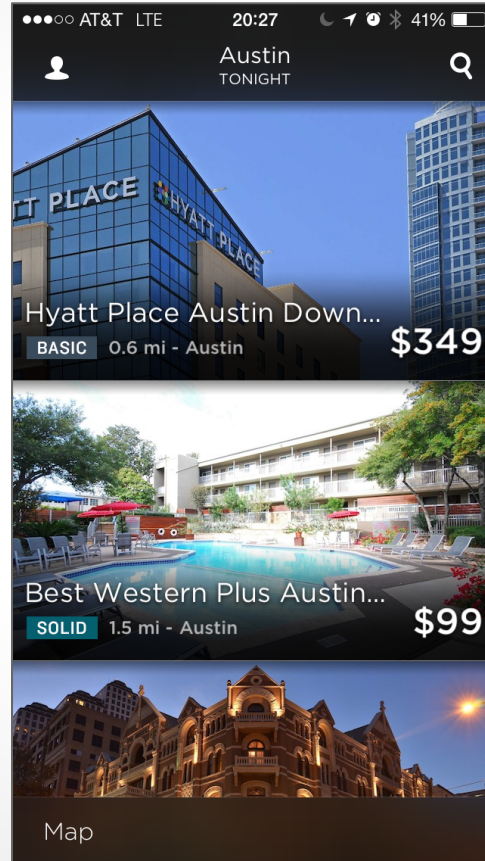 ●●●○○ AT&T LTE 20:27 41%
Austin
TONIGHT
TT PLACE
HYATT PLACE
Hyatt Place Austin Down...
BASIC 0.6 mi - Austin
$349
Best Western Plus Austin...
SOLID 1.5 mi - Austin
$99
Map